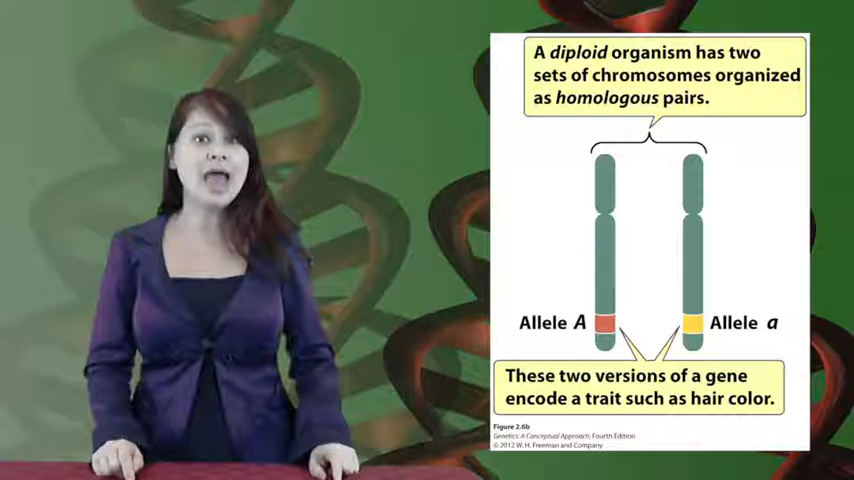 A diploid organism has two
sets of chromosomes organized
as homologous pairs.
Allele A
Allele a
These two versions of a gene
encode a trait such as hair color.
Figure 2.6b
Genetics: A Conceptual Approach, Fourth Edition
© 2012 W. H. Freeman and Company